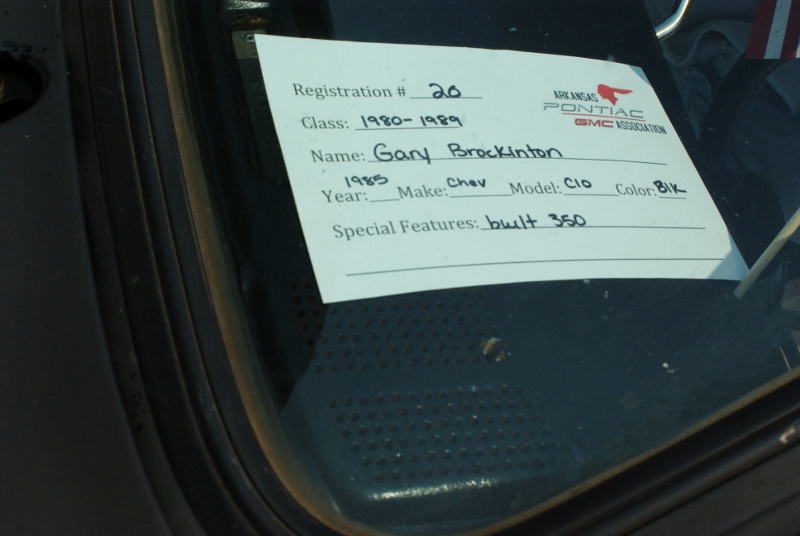 Registration # 20
ARKANSAS
PONTIAC
GMC ASSOCIATION
Class: 1980-1989
Name: Gary Brockinton
Year: 1985 Make: Chev Model: C10 Color: Blk
Special Features: built 350